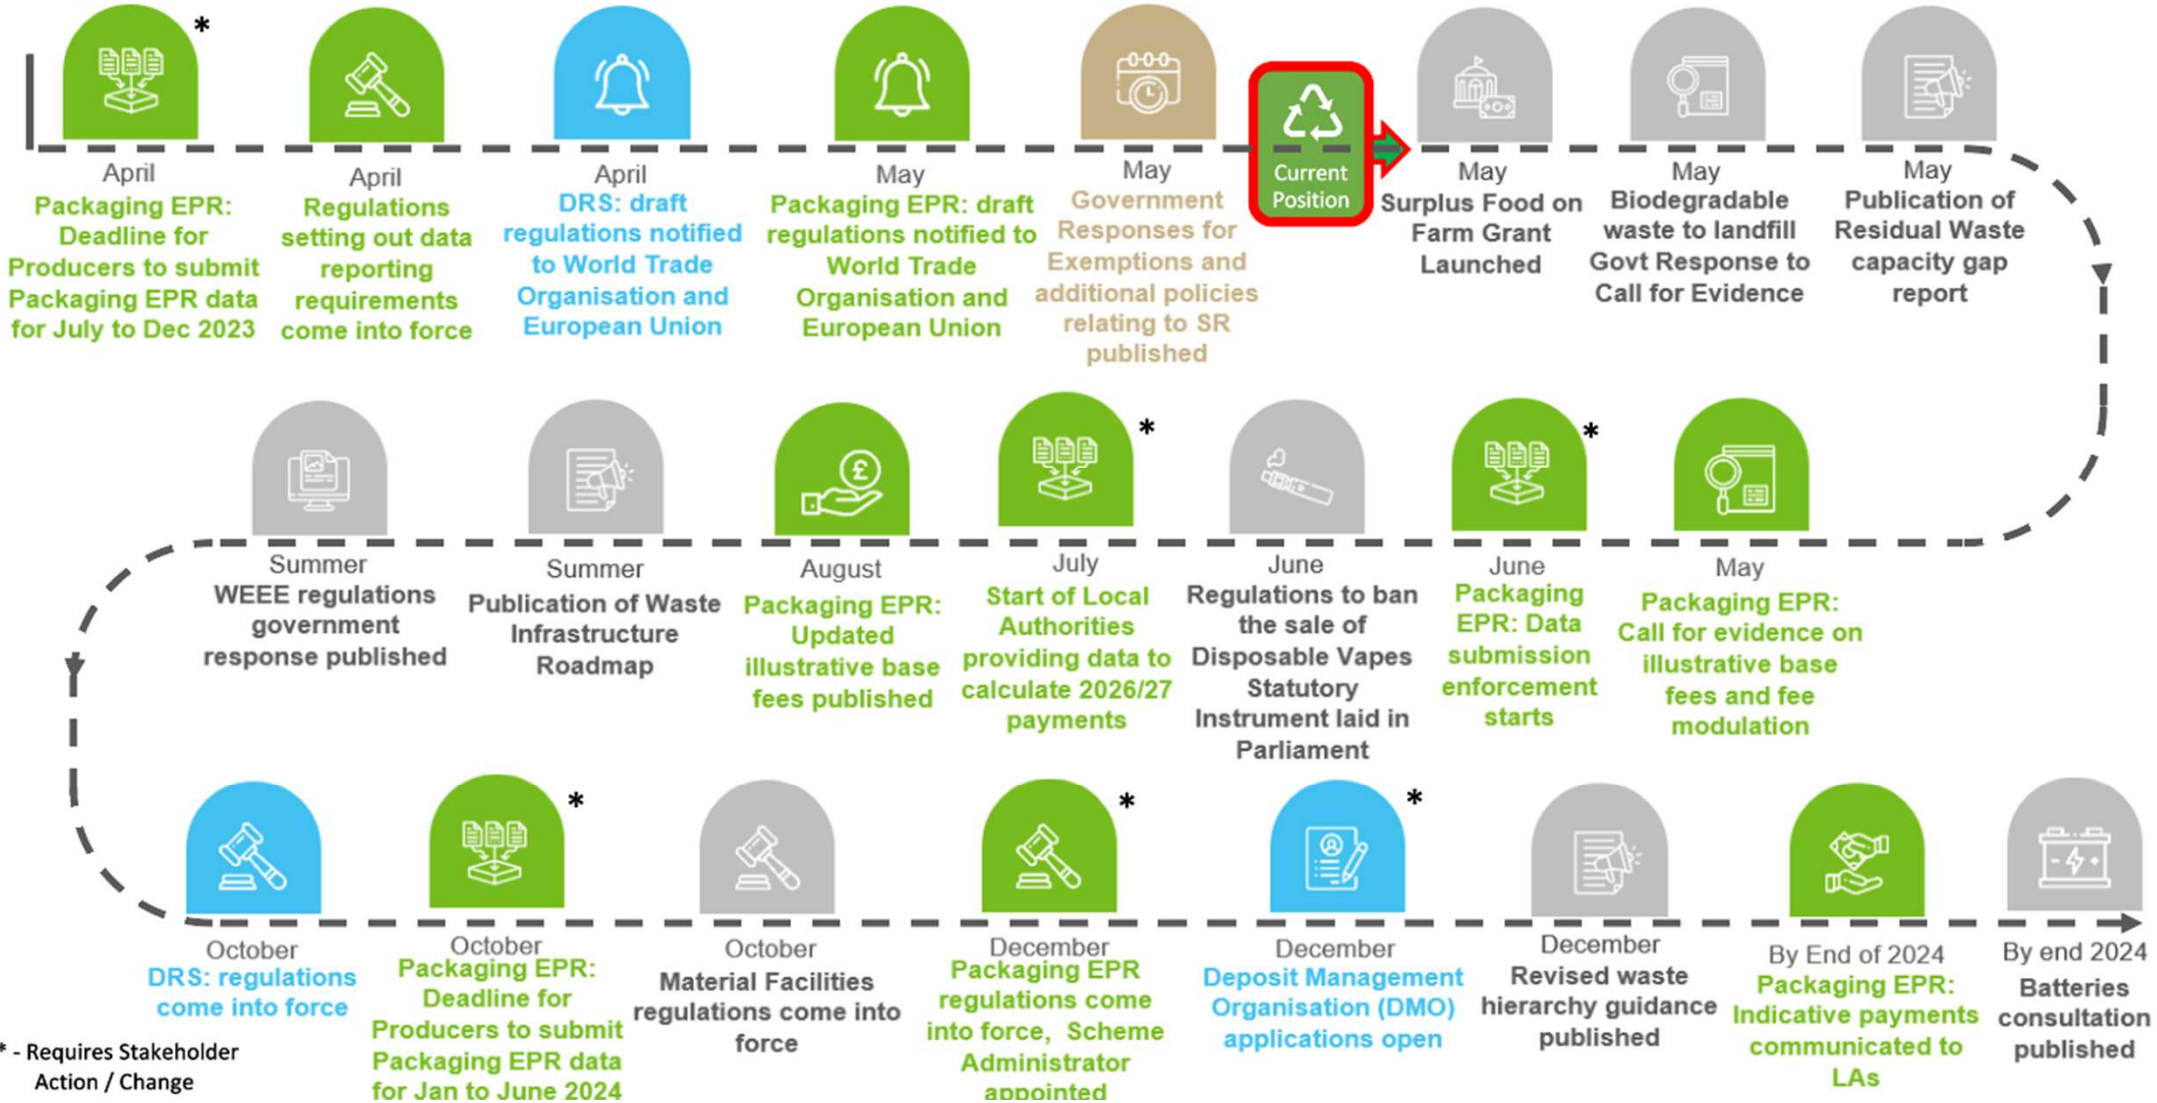 *
April
Packaging EPR:
Deadline for
Producers to submit
Packaging EPR data
for July to Dec 2023
April
Regulations
setting out data
reporting
requirements
come into force
April
DRS: draft
regulations notified
to World Trade
Organisation and
European Union
May
Packaging EPR: draft
regulations notified to
World Trade
Organisation and
European Union
May
Government
Responses for
Exemptions and
additional policies
relating to SR
published
Current
Position
May
Surplus Food on
Farm Grant
Launched
May
Biodegradable
waste to landfill
Govt Response to
Call for Evidence
May
Publication of
Residual Waste
capacity gap
report
Summer
WEEE regulations
government
response published
Summer
Publication of Waste
Infrastructure
Roadmap
£
August
Packaging EPR:
Updated
illustrative base
fees published
*
July
Start of Local
Authorities
providing data to
calculate 2026/27
payments
June
Regulations to ban
the sale of
Disposable Vapes
Statutory
Instrument laid in
Parliament
*
June
Packaging
EPR: Data
submission
enforcement
starts
May
Packaging EPR:
Call for evidence on
illustrative base
fees and fee
modulation
October
DRS: regulations
come into force
*
October
Packaging EPR:
Deadline for
Producers to submit
Packaging EPR data
for Jan to June 2024
October
Material Facilities
regulations come into
force
*
December
Packaging EPR
regulations come
into force, Scheme
Administrator
appointed
*
December
Deposit Management
Organisation (DMO)
applications open
December
Revised waste
hierarchy guidance
published
By End of 2024
Packaging EPR:
Indicative payments
communicated to
LAs
By end 2024
Batteries
consultation
published
* - Requires Stakeholder
Action / Change